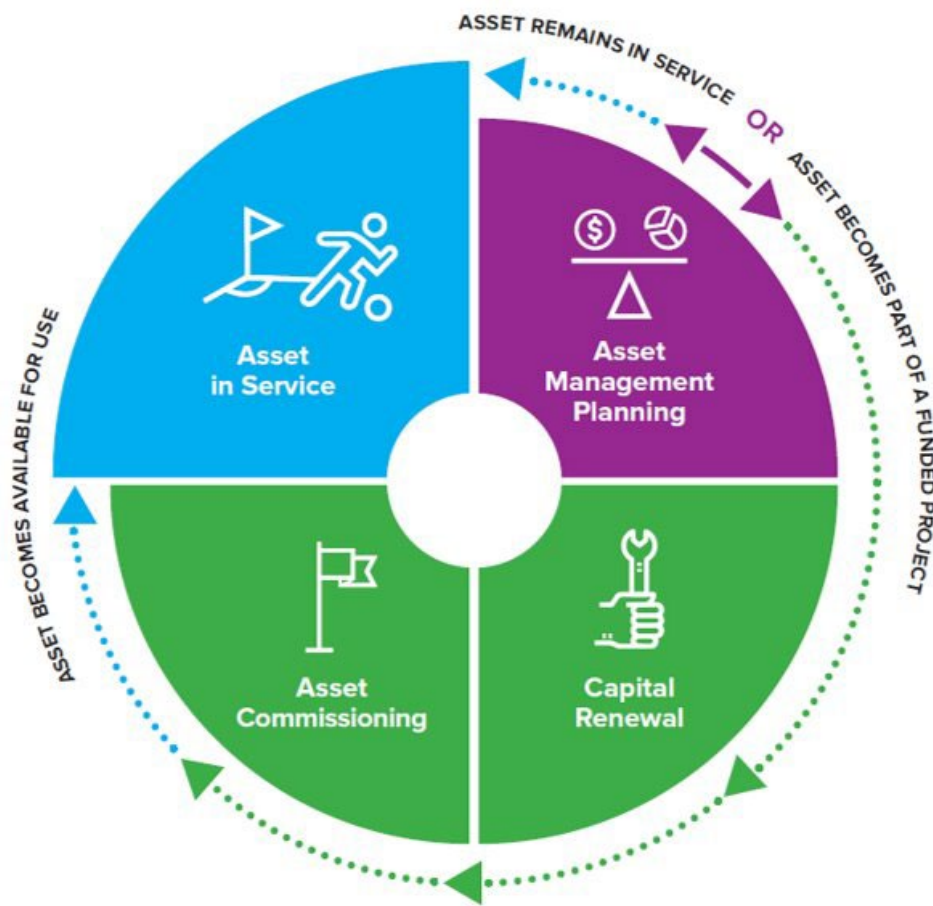 ASSET REMAINS IN SERVICE OR ASSET BECOMES PART OF A FUNDED PROJECT
$
Asset
Management
Planning
Capital
Renewal
Asset
Commissioning
ASSET BECOMES AVAILABLE FOR USE
Asset
in Service